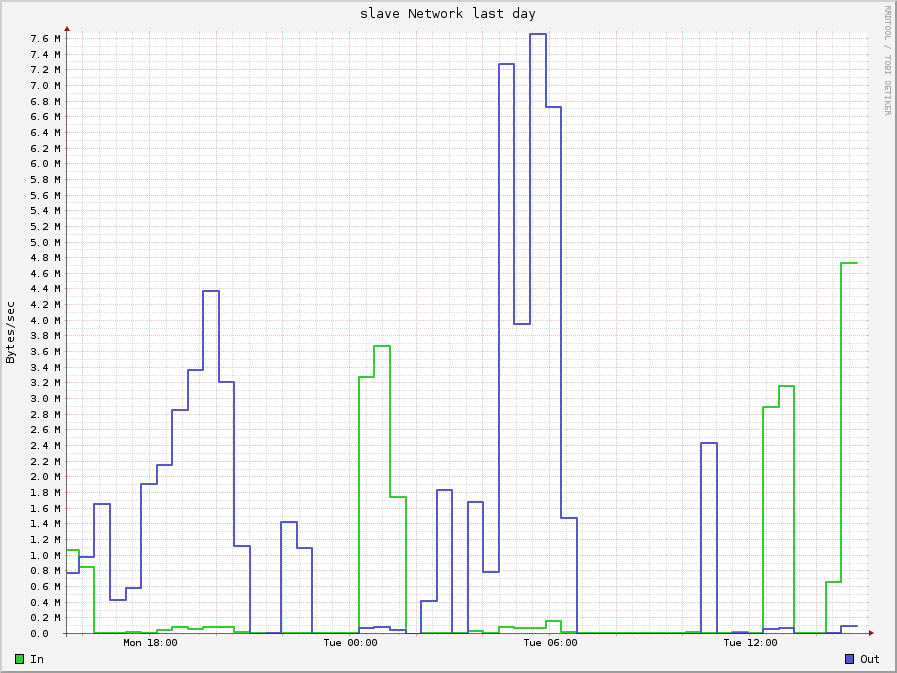 slave Network last day
RRDTOOL / TOBI OETIKER
Bytes/sec
7.6 M
7.4 M
7.2 M
7.0 M
6.8 M
6.6 M
6.4 M
6.2 M
6.0 M
5.8 M
5.6 M
5.4 M
5.2 M
5.0 M
4.8 M
4.6 M
4.4 M
4.2 M
4.0 M
3.8 M
3.6 M
3.4 M
3.2 M
3.0 M
2.8 M
2.6 M
2.4 M
2.2 M
2.0 M
1.8 M
1.6 M
1.4 M
1.2 M
1.0 M
0.8 M
0.6 M
0.4 M
0.2 M
0.0
Mon 18:00 Tue 00:00 Tue 06:00 Tue 12:00
In Out